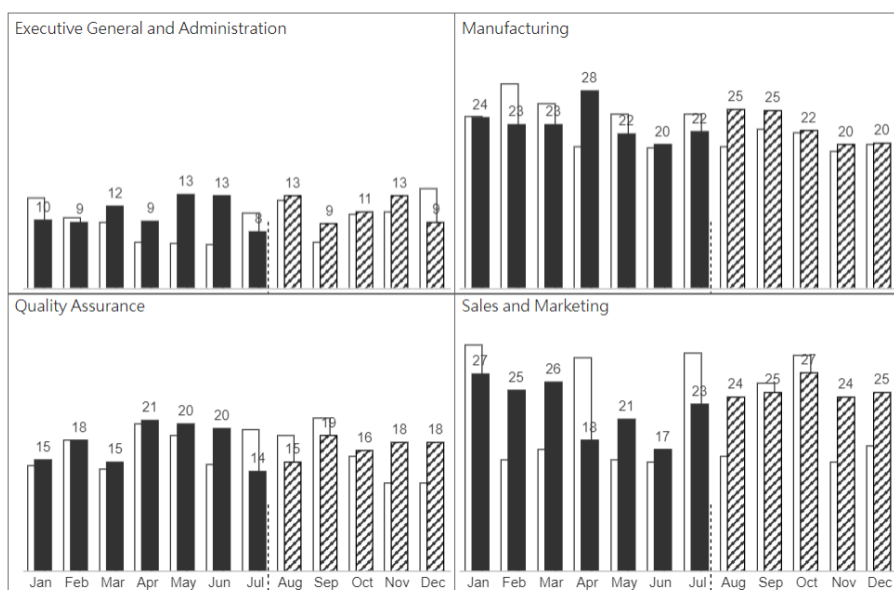 Executive General and Administration
10 9 12 9 13 13 8 13 9 11 13 9
Manufacturing
24 23 23 28 22 20 22 25 25 22 20 20
Quality Assurance
15 18 15 21 20 20 14 15 19 16 18 18
Jan Feb Mar Apr May Jun Jul Aug Sep Oct Nov Dec
Sales and Marketing
27 25 26 18 21 17 23 24 25 27 24 25
Jan Feb Mar Apr May Jun Jul Aug Sep Oct Nov Dec